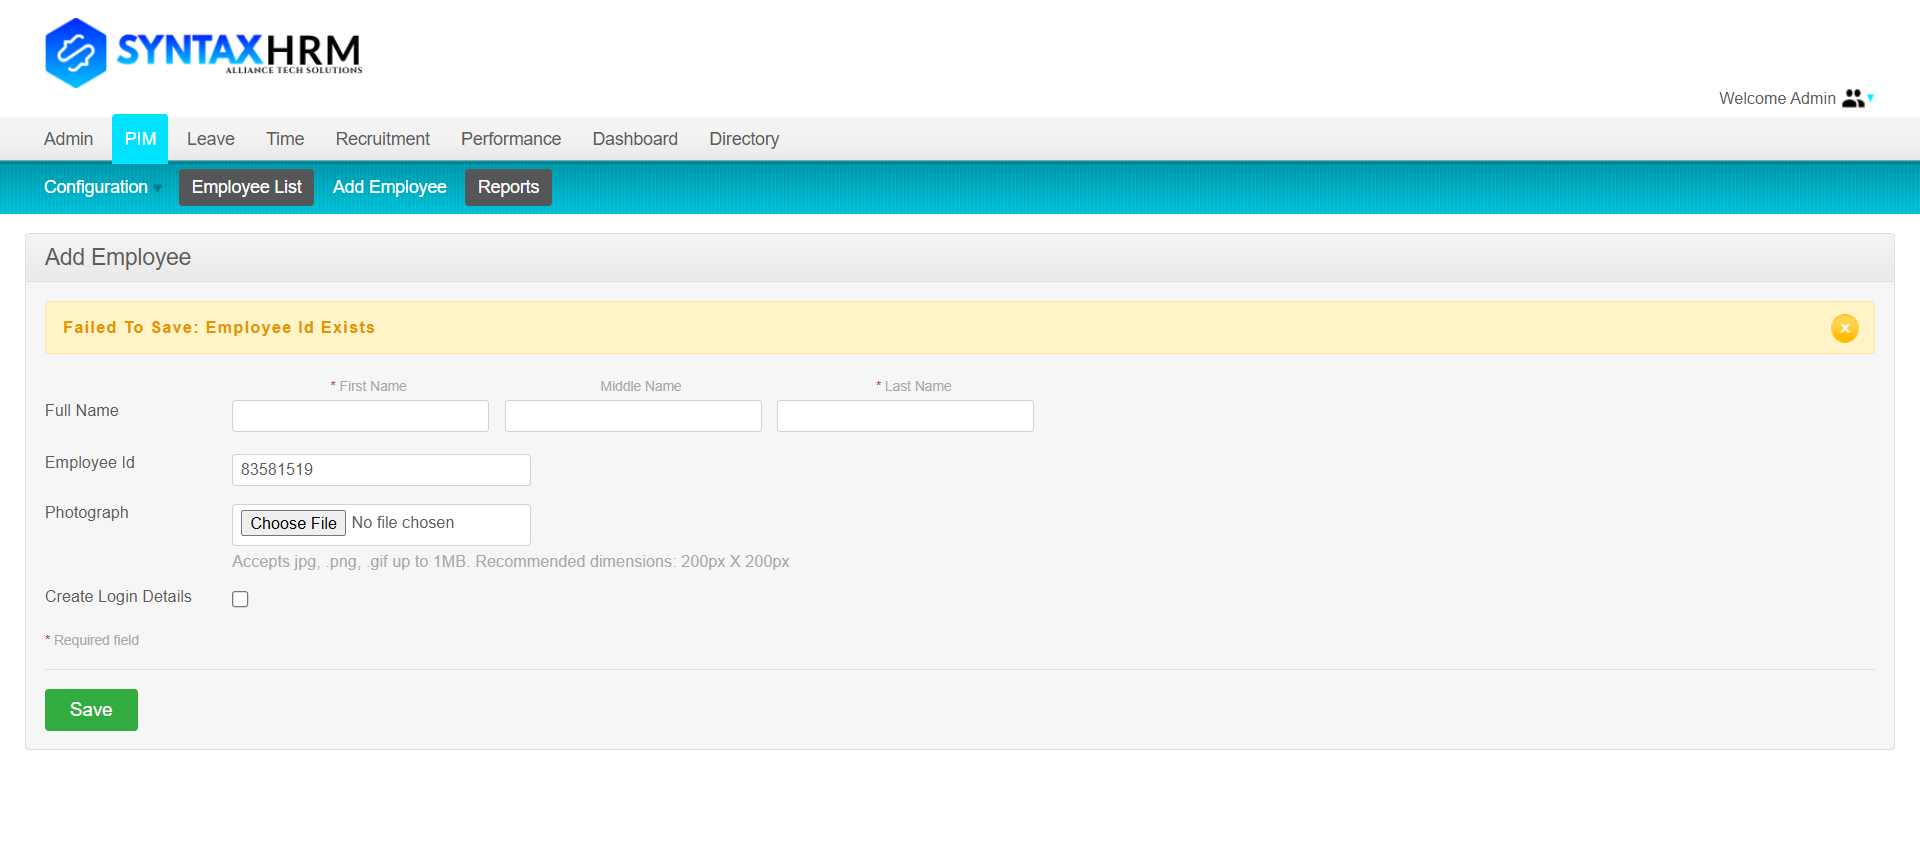 SYNTAXHRM
ALLIANCE TECH SOLUTIONS
Welcome Admin
Admin PIM Leave Time Recruitment Performance Dashboard Directory
Configuration Employee List Add Employee Reports
Add Employee
Failed To Save: Employee Id Exists
x
* First Name Middle Name * Last Name
Full Name
Employee Id 83581519
Photograph Choose File No file chosen
Accepts jpg, .png, .gif up to 1MB. Recommended dimensions: 200px X 200px
Create Login Details
* Required field
Save